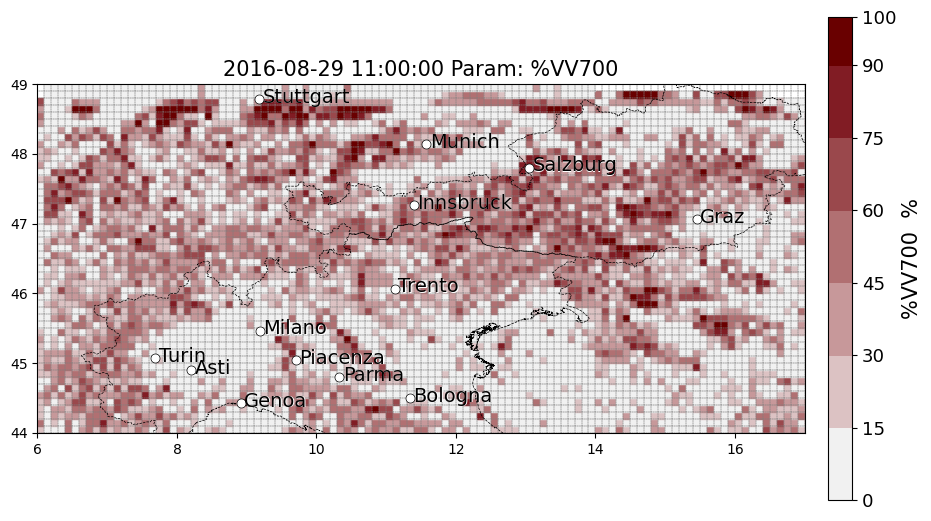 2016-08-29 11:00:00 Param: %VV700
100
90
75
60
45
30
15
0
%VV700 %
49
48
47
46
45
44
6
8
10
12
14
16
Stuttgart
Munich
Salzburg
Innsbruck
Graz
Trento
Milano
Turin
Asti
Piacenza
Parma
Genoa
Bologna